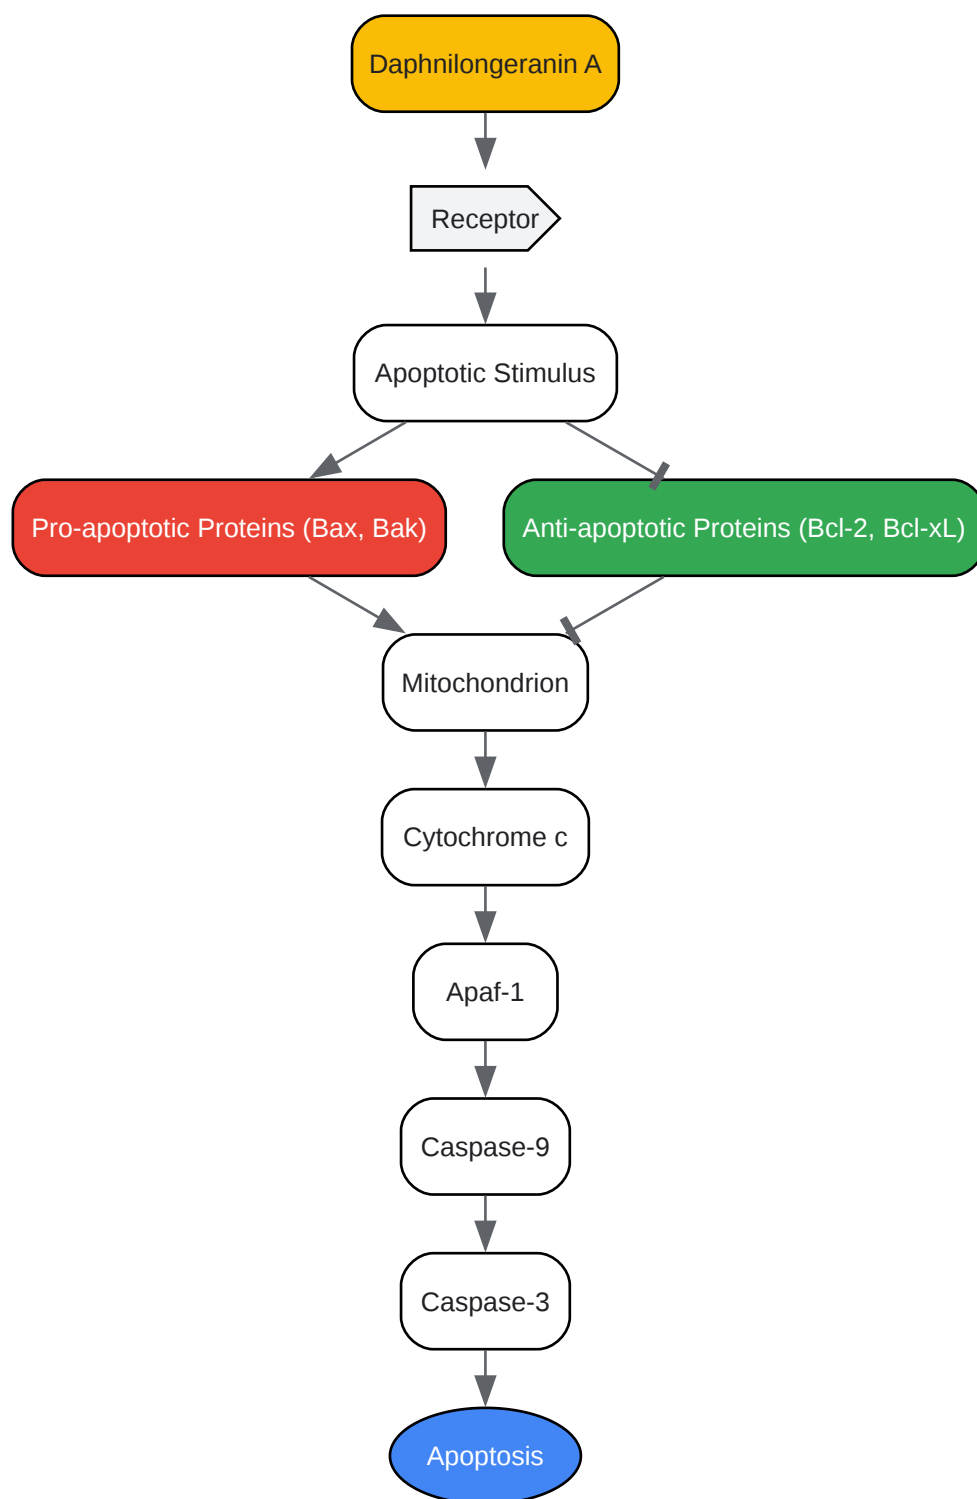 Daphnilongeranin A
Receptor
Apoptotic Stimulus
Pro-apoptotic Proteins (Bax, Bak)
Anti-apoptotic Proteins (Bcl-2, Bcl-xL)
Mitochondrion
Cytochrome c
Apaf-1
Caspase-9
Caspase-3
Apoptosis